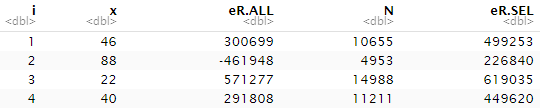 i x eR.ALL N eR.SEL
<dbl> <dbl> <dbl> <dbl> <dbl>
1 46 300699 10655 499253
2 88 -461948 4953 226840
3 22 571277 14988 619035
4 40 291808 11211 449620